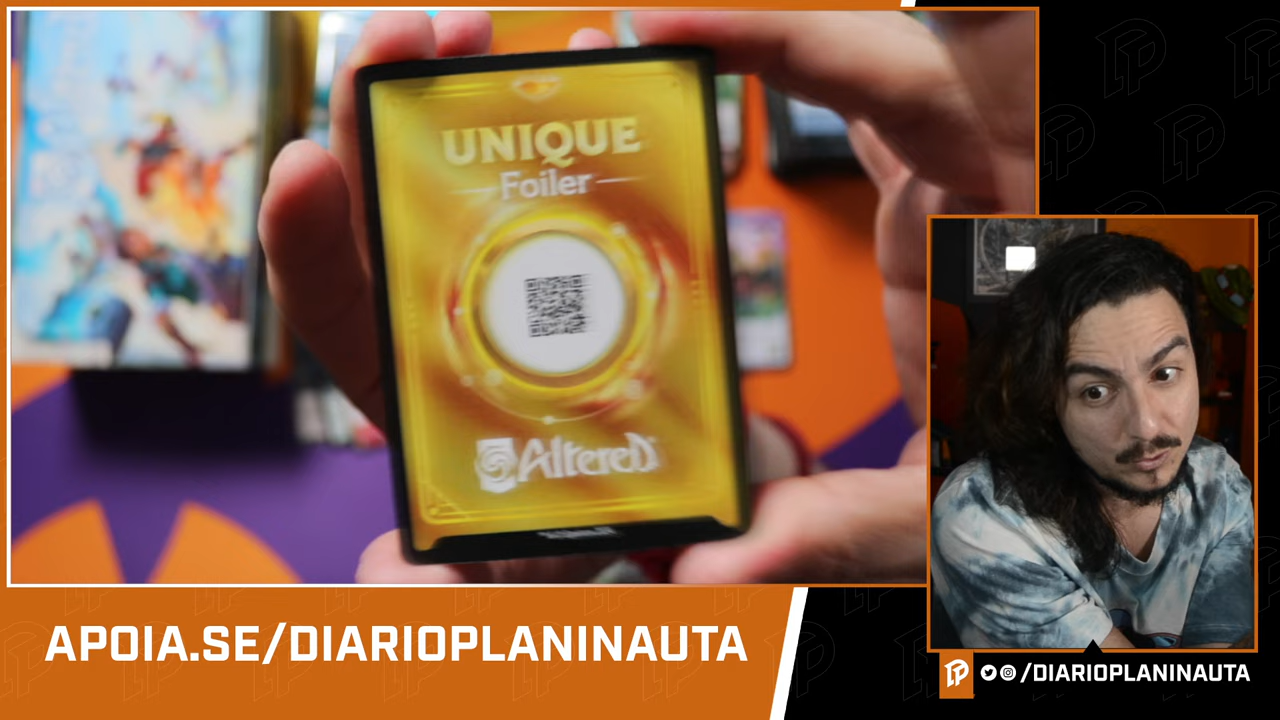 UNIQUE
Foiler
Altered
APOIA.SE/DIARIOPLANINAUTA
/DIARIOPLANINAUTA